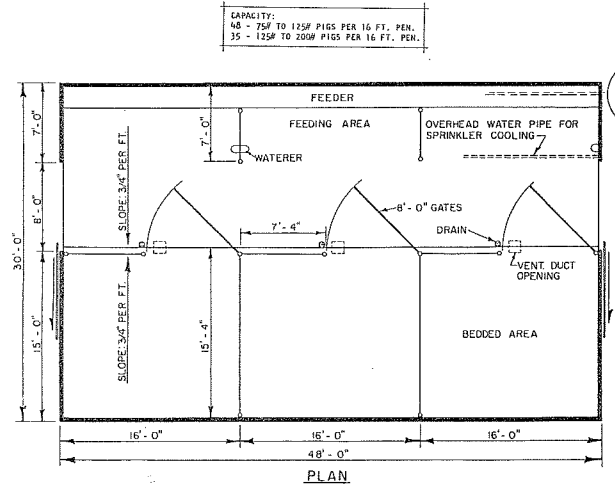 CAPACITY:
48 - 75# TO 125# PIGS PER 16 FT. PEN.
35 - 125# TO 200# PIGS PER 16 FT. PEN.
FEEDER
7'-0"
7'-0"
FEEDING AREA
OVERHEAD WATER PIPE FOR
SPRINKLER COOLING
WATERER
SLOPE: 3/4" PER FT.
8'-0"
30'-0"
8'-0" GATES
7'-4"
DRAIN
VENT. DUCT
OPENING
SLOPE: 3/4" PER FT.
15'-0"
15'-4"
BEDDED AREA
16'-0"
16'-0"
16'-0"
48'-0"
PLAN